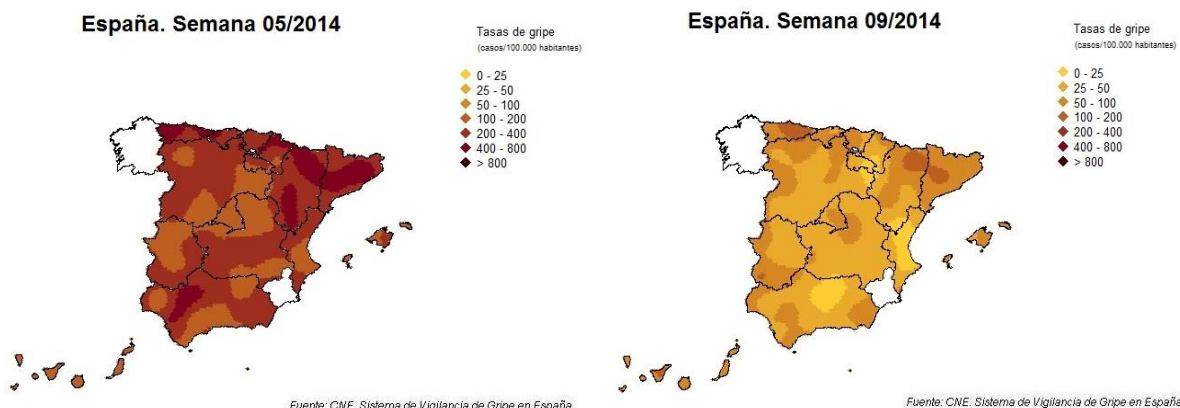 España. Semana 05/2014
Tasas de gripe
(casos/100.000 habitantes)
0 - 25
25 - 50
50 - 100
100 - 200
200 - 400
400 - 800
> 800
Fuente: CNE. Sistema de Vigilancia de Gripe en España
España. Semana 09/2014
Tasas de gripe
(casos/100.000 habitantes)
0 - 25
25 - 50
50 - 100
100 - 200
200 - 400
400 - 800
> 800
Fuente: CNE. Sistema de Vigilancia de Gripe en España